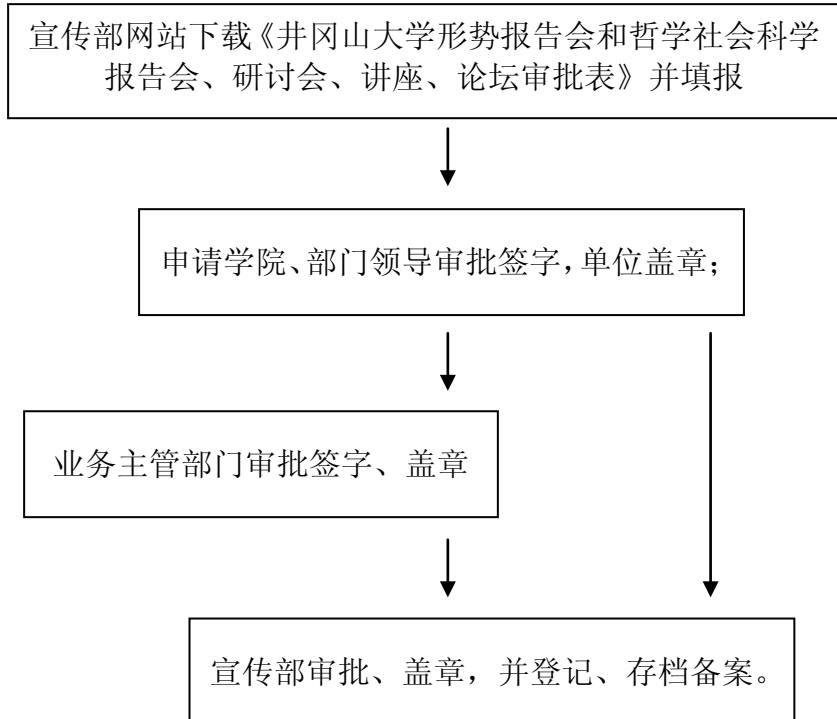 宣传部网站下载《井冈山大学形势报告会和哲学社会科学
报告会、研讨会、讲座、论坛审批表》并填报
申请学院、部门领导审批签字，单位盖章；
业务主管部门审批签字、盖章
宣传部审批、盖章，并登记、存档备案。